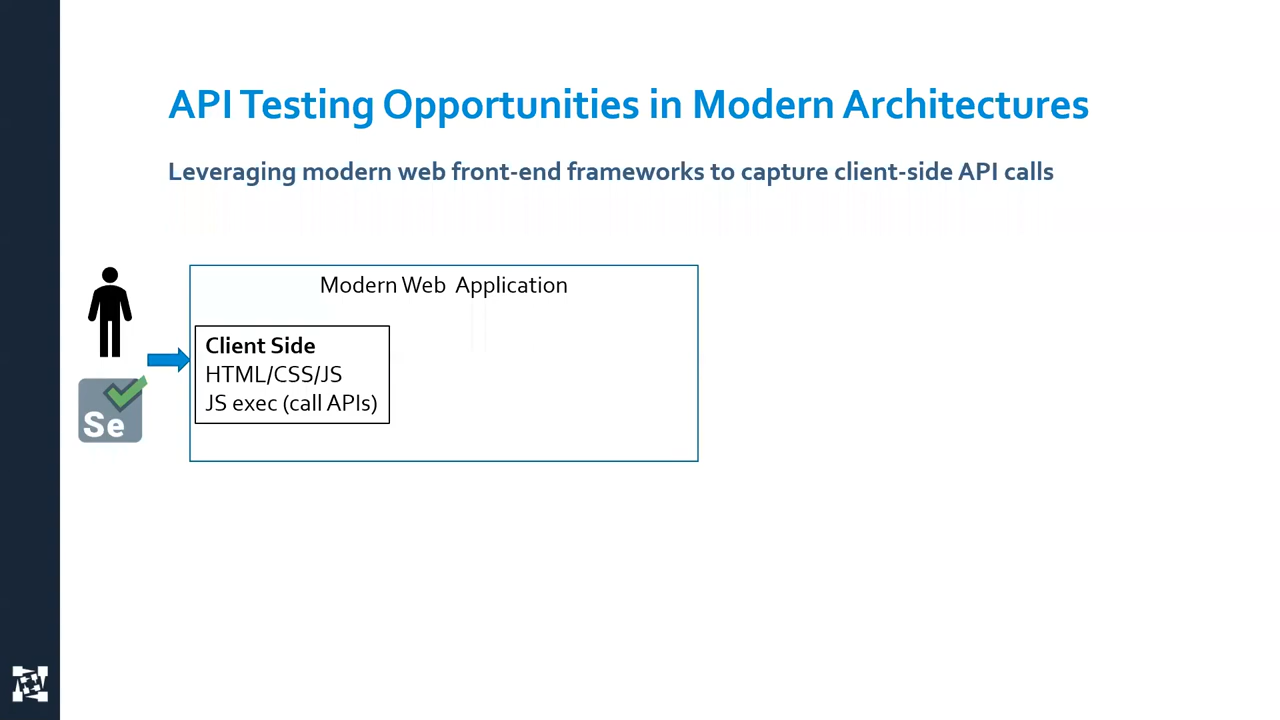 API Testing Opportunities in Modern Architectures
Leveraging modern web front-end frameworks to capture client-side API calls
Modern Web Application
Client Side
HTML/CSS/JS
JS exec (call APIs)
Se